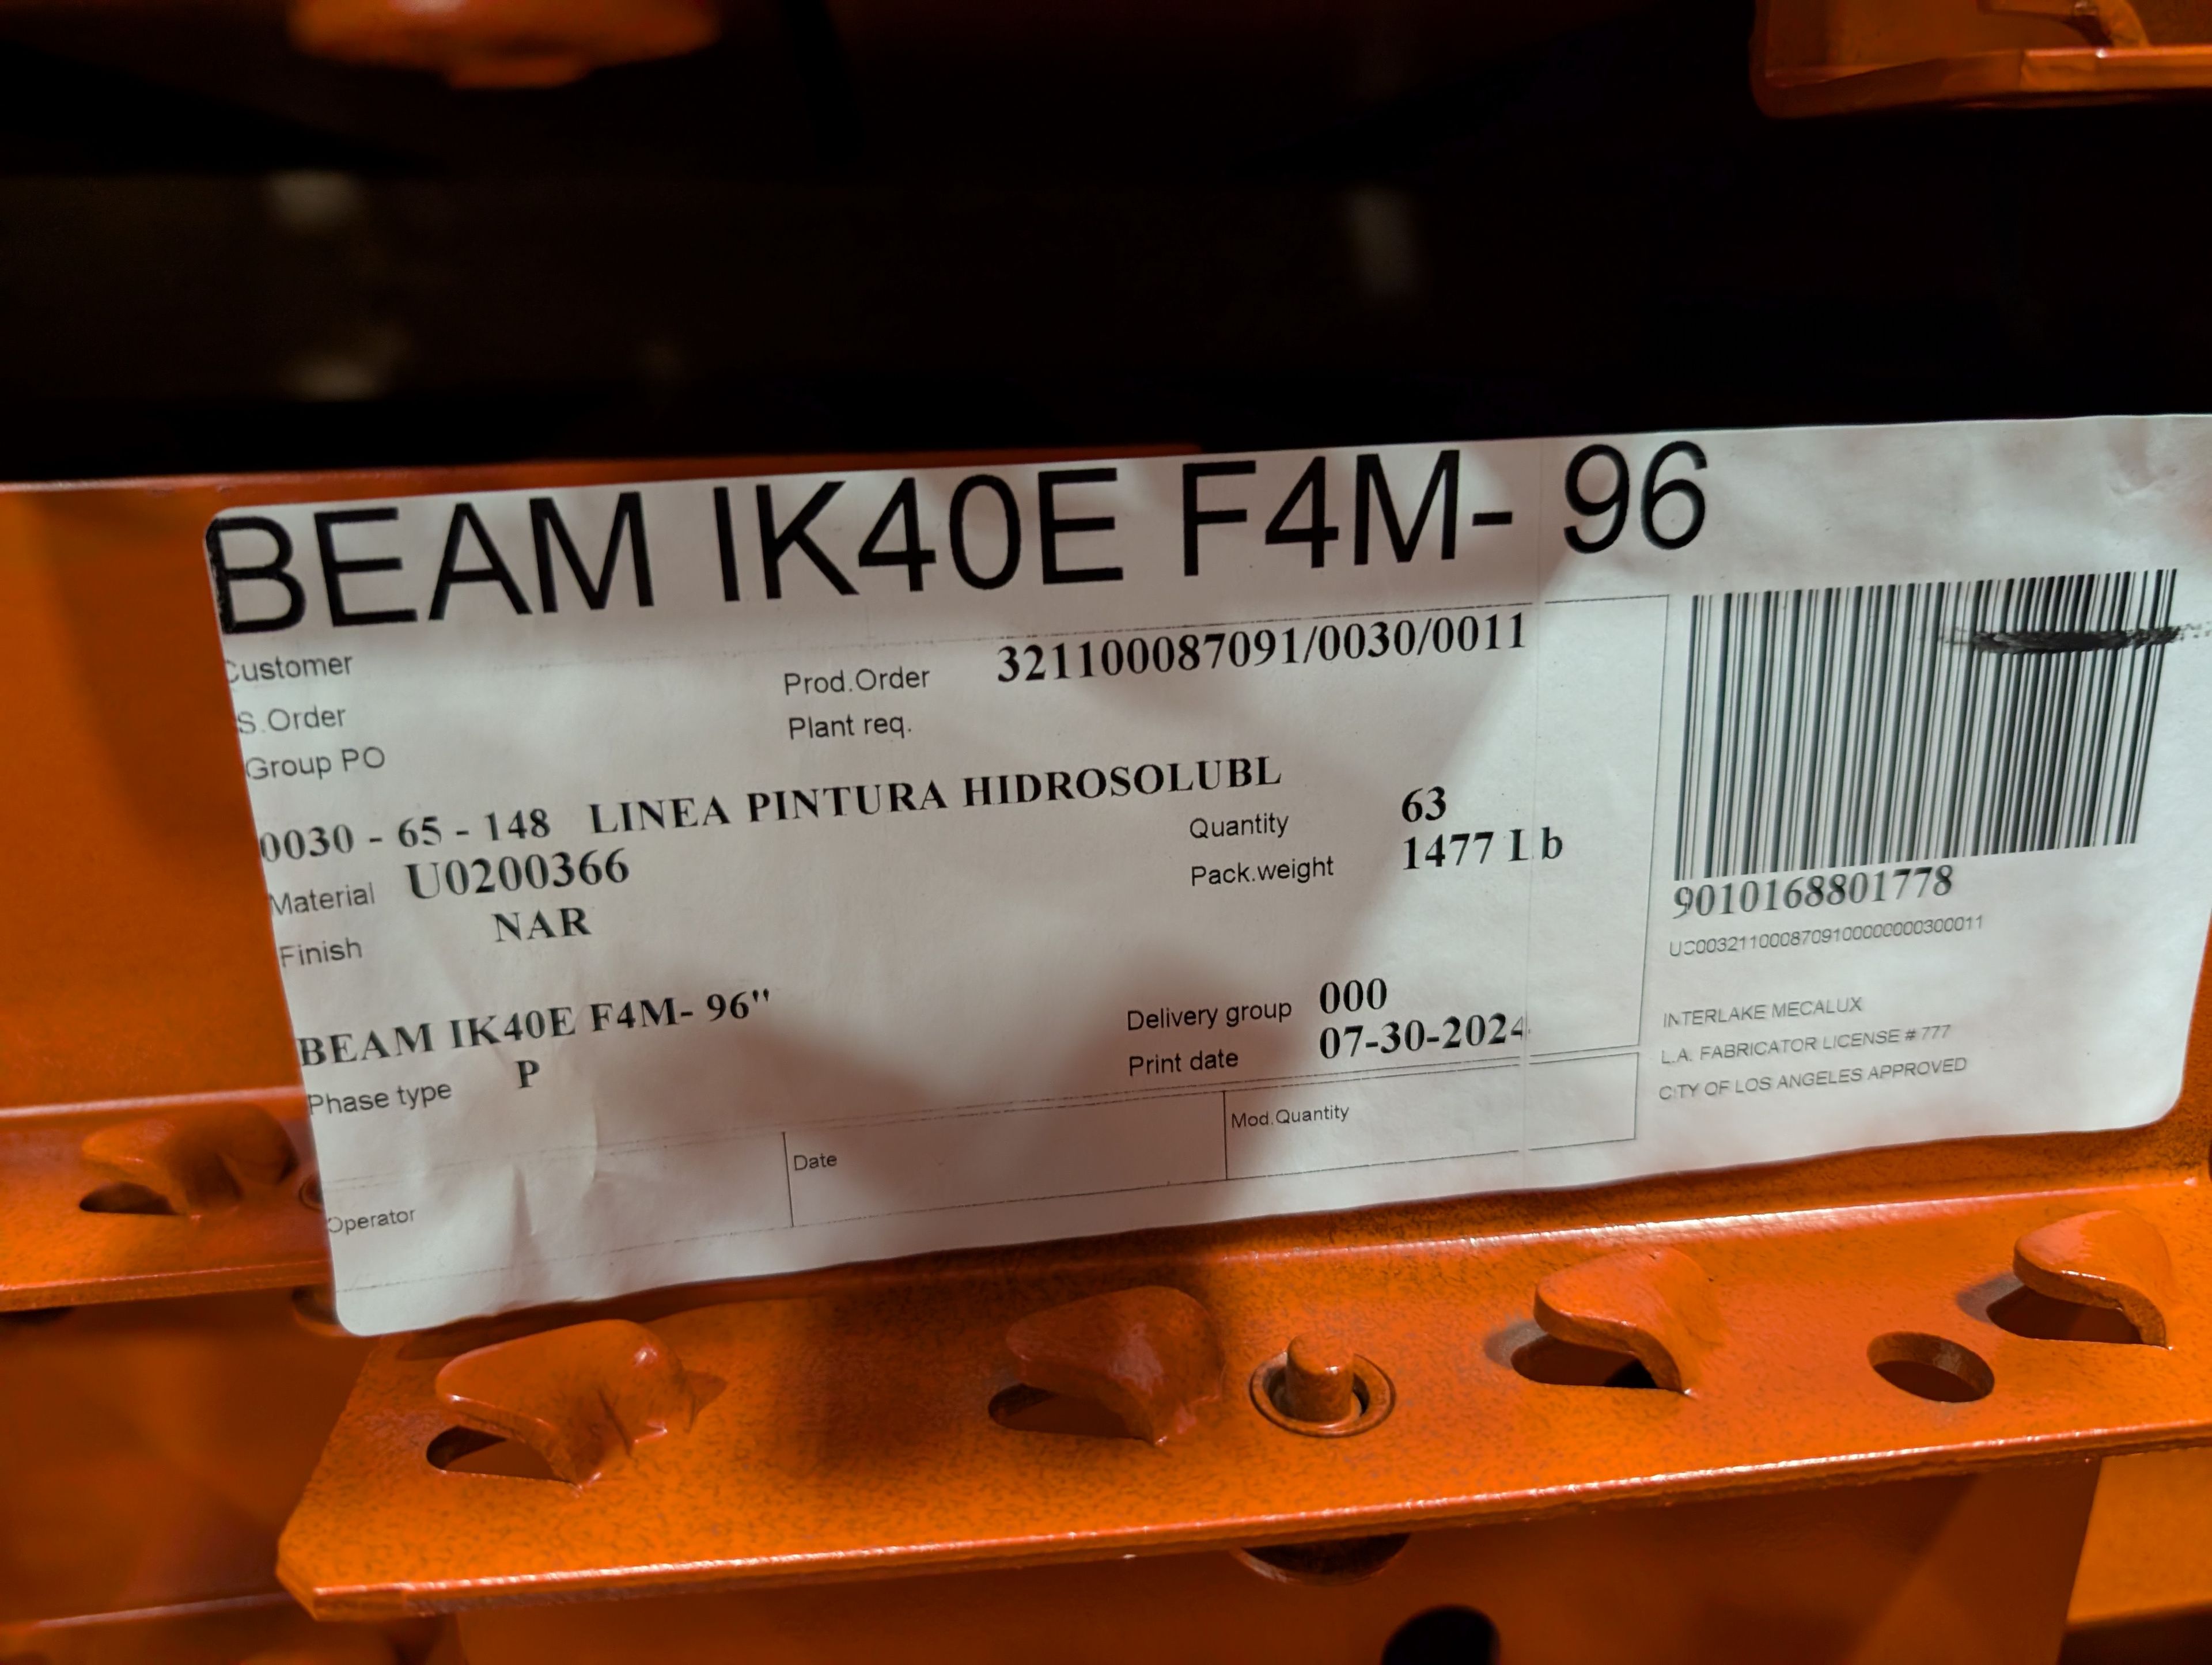 BEAM IK40E F4M- 96
Customer
Prod.Order 321100087091/0030/0011
S.Order
Plant req.
Group PO
0030 - 65 - 148 LINEA PINTURA HIDROSOLUBL
Quantity 63
Material U0200366
Pack.weight 1477 Lb
Finish NAR
BEAM IK40E F4M- 96"
Delivery group 000
Phase type P
Print date 07-30-2024
Operator
Date
Mod.Quantity
9010168801778
UC0032110008709100000000300011
INTERLAKE MECALUX
L.A. FABRICATOR LICENSE # 777
CITY OF LOS ANGELES APPROVED